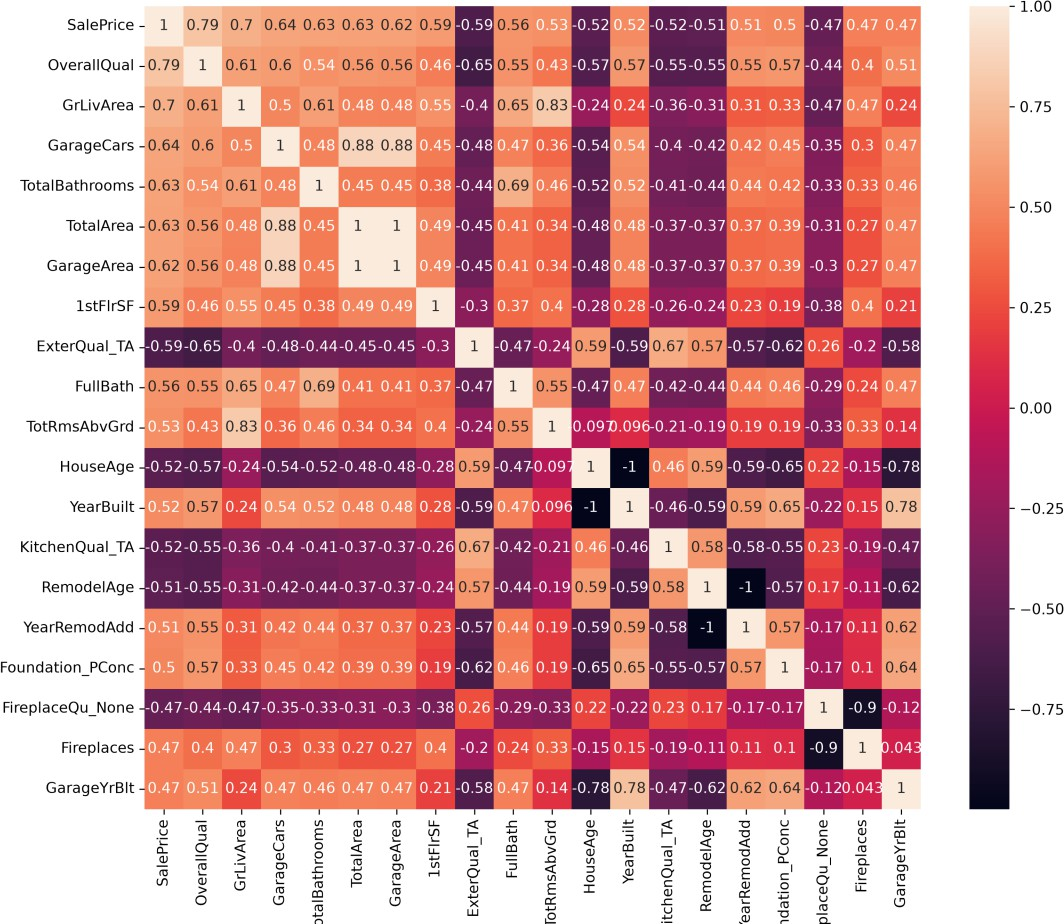 SalePrice 1 0.79 0.7 0.64 0.63 0.63 0.62 0.59 -0.59 0.56 0.53 -0.52 0.52 -0.52 -0.51 0.51 0.5 -0.47 0.47 0.47
OverallQual 0.79 1 0.61 0.6 0.54 0.56 0.56 0.46 -0.65 0.55 0.43 -0.57 0.57 -0.55 -0.55 0.55 0.57 -0.44 0.4 0.51
GrLivArea 0.7 0.61 1 0.5 0.61 0.48 0.48 0.55 -0.4 0.65 0.83 -0.24 0.24 -0.36 -0.31 0.31 0.33 -0.47 0.47 0.24
GarageCars 0.64 0.6 0.5 1 0.48 0.88 0.88 0.45 -0.48 0.47 0.36 -0.54 0.54 -0.4 -0.42 0.42 0.45 -0.35 0.3 0.47
TotalBathrooms 0.63 0.54 0.61 0.48 1 0.45 0.45 0.38 -0.44 0.69 0.46 -0.52 0.52 -0.41 -0.44 0.44 0.42 -0.33 0.33 0.46
TotalArea 0.63 0.56 0.48 0.88 0.45 1 1 0.49 -0.45 0.41 0.34 -0.48 0.48 -0.37 -0.37 0.37 0.39 -0.31 0.27 0.47
GarageArea 0.62 0.56 0.48 0.88 0.45 1 1 0.49 -0.45 0.41 0.34 -0.48 0.48 -0.37 -0.37 0.37 0.39 -0.3 0.27 0.47
1stFlrSF 0.59 0.46 0.55 0.45 0.38 0.49 0.49 1 -0.3 0.37 0.4 -0.28 0.28 -0.26 -0.24 0.23 0.19 -0.38 0.4 0.21
ExterQual_TA -0.59 -0.65 -0.4 -0.48 -0.44 -0.45 -0.45 -0.3 1 -0.47 -0.24 0.59 -0.59 0.67 0.57 -0.57 -0.62 0.26 -0.2 -0.58
FullBath 0.56 0.55 0.65 0.47 0.69 0.41 0.41 0.37 -0.47 1 0.55 -0.47 0.47 -0.42 -0.44 0.44 0.46 -0.29 0.24 0.47
TotRmsAbvGrd 0.53 0.43 0.83 0.36 0.46 0.34 0.34 0.4 -0.24 0.55 1 -0.097 0.096 -0.21 -0.19 0.19 0.19 -0.33 0.33 0.14
HouseAge -0.52 -0.57 -0.24 -0.54 -0.52 -0.48 -0.48 -0.28 0.59 -0.47 -0.097 1 -1 0.46 0.59 -0.59 -0.65 0.22 -0.15 -0.78
YearBuilt 0.52 0.57 0.24 0.54 0.52 0.48 0.48 0.28 -0.59 0.47 0.096 -1 1 -0.46 -0.59 0.59 0.65 -0.22 0.15 0.78
KitchenQual_TA -0.52 -0.55 -0.36 -0.4 -0.41 -0.37 -0.37 -0.26 0.67 -0.42 -0.21 0.46 -0.46 1 0.58 -0.58 -0.55 0.23 -0.19 -0.47
RemodelAge -0.51 -0.55 -0.31 -0.42 -0.44 -0.37 -0.37 -0.24 0.57 -0.44 -0.19 0.59 -0.59 0.58 1 -1 -0.57 0.17 -0.11 -0.62
YearRemodAdd 0.51 0.55 0.31 0.42 0.44 0.37 0.37 0.23 -0.57 0.44 0.19 -0.59 0.59 -0.58 -1 1 0.57 -0.17 0.11 0.62
Foundation_PConc 0.5 0.57 0.33 0.45 0.42 0.39 0.39 0.19 -0.62 0.46 0.19 -0.65 0.65 -0.55 -0.57 0.57 1 -0.17 0.1 0.64
FireplaceQu_None -0.47 -0.44 -0.47 -0.35 -0.33 -0.31 -0.3 -0.38 0.26 -0.29 -0.33 0.22 -0.22 0.23 0.17 -0.17 -0.17 1 -0.9 -0.12
Fireplaces 0.47 0.4 0.47 0.3 0.33 0.27 0.27 0.4 -0.2 0.24 0.33 -0.15 0.15 -0.19 -0.11 0.11 0.1 -0.9 1 0.043
GarageYrBlt 0.47 0.51 0.24 0.47 0.46 0.47 0.47 0.21 -0.58 0.47 0.14 -0.78 0.78 -0.47 -0.62 0.62 0.64 -0.12 0.043 1
SalePrice
OverallQual
GrLivArea
GarageCars
otalBathrooms
TotalArea
GarageArea
1stFlrSF
ExterQual_TA
FullBath
TotRmsAbvGrd
HouseAge
YearBuilt
itchenQual_TA
RemodelAge
YearRemodAdd
ndation_PConc
placeQu_None
Fireplaces
GarageYrBlt
1.00
0.75
0.50
0.25
0.00
−0.25
−0.50
−0.75